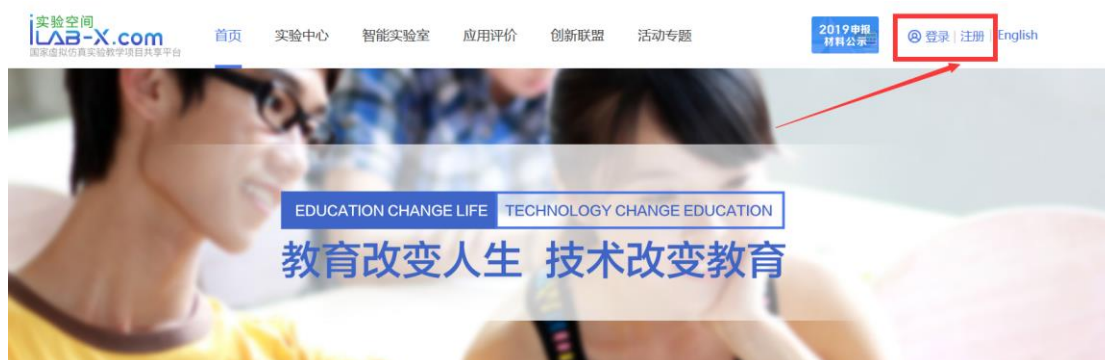 实验空间
iLAB-X.com
国家虚拟仿真实验教学项目共享平台
首页
实验中心
智能实验室
应用评价
创新联盟
活动专题
2019申报
材料公示
登录 | 注册 | English
EDUCATION CHANGE LIFE TECHNOLOGY CHANGE EDUCATION
教育改变人生 技术改变教育